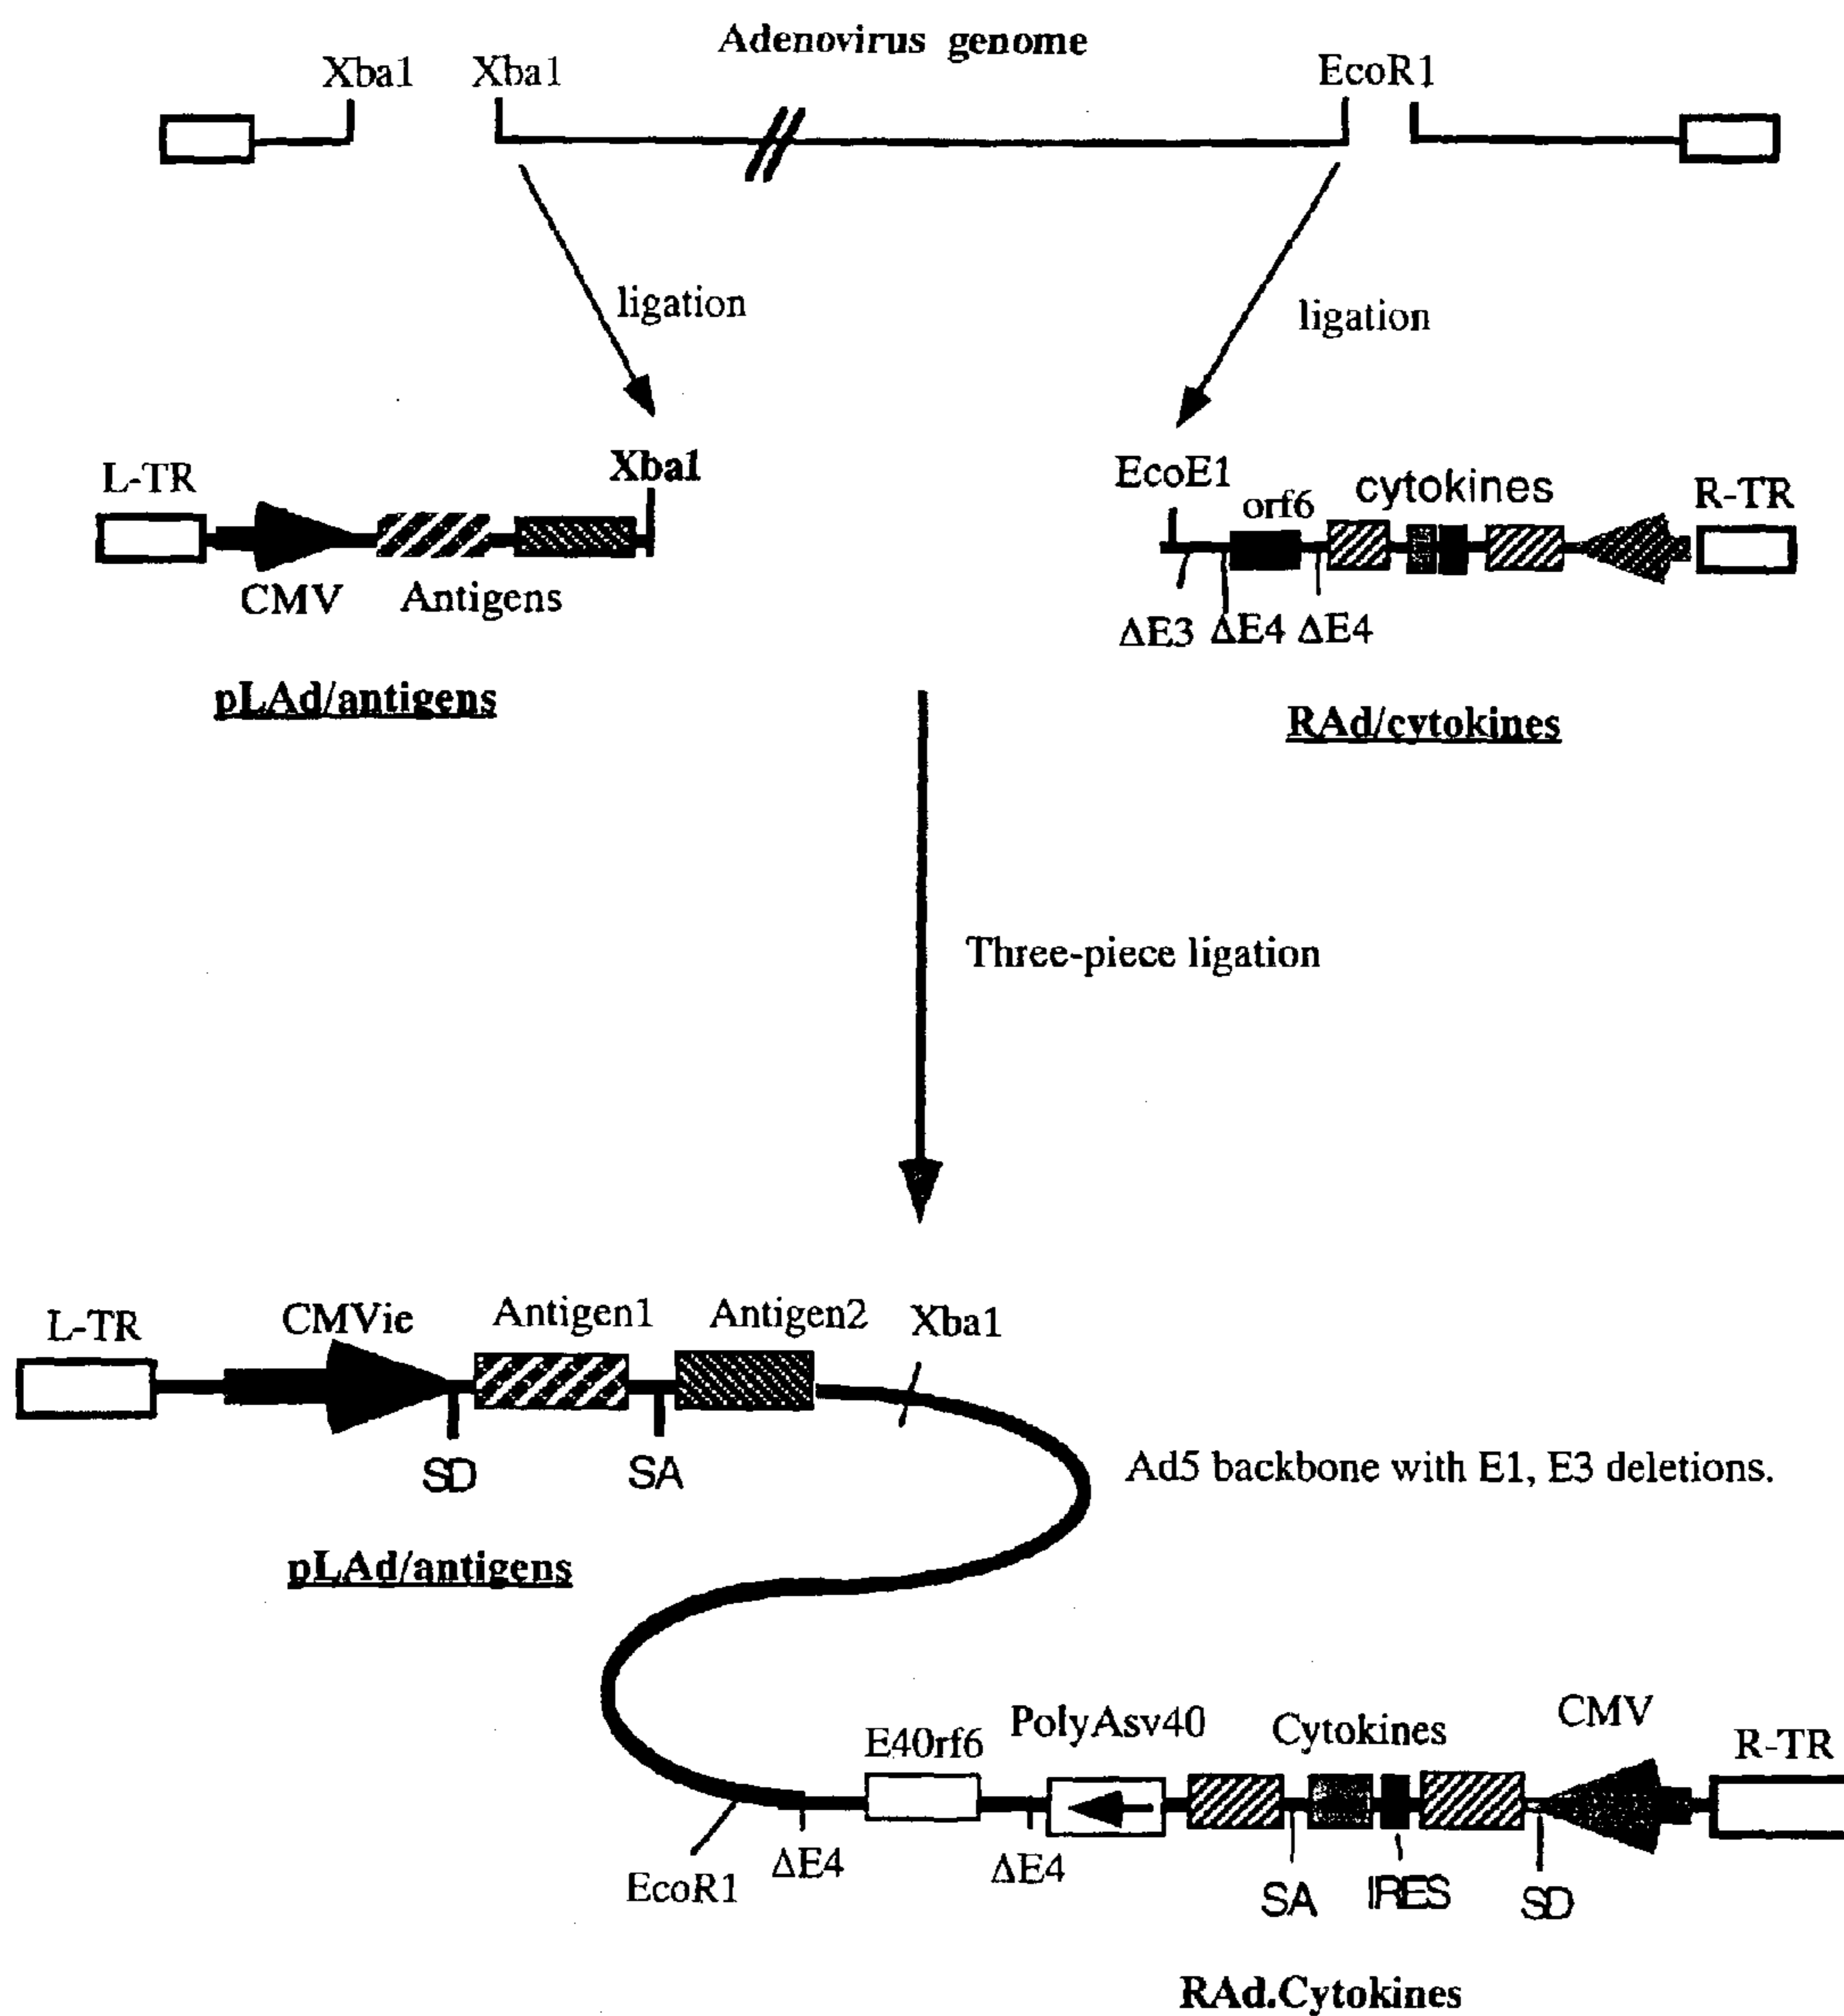 Adenovirus genome
Xba1 Xba1 EcoR1
ligation ligation
L-TR Xba1
CMV Antigens
pLAd/antigens
EcoE1 orf6 cytokines R-TR
ΔE3 ΔE4 ΔE4
RAd/cytokines
Three-piece ligation
L-TR CMVie Antigen1 Antigen2 Xba1
SD SA
Ad5 backbone with E1, E3 deletions.
pLAd/antigens
E40rf6 PolyAsv40 Cytokines CMV R-TR
EcoR1 ΔE4 ΔE4 SA IRES SD
RAd.Cytokines